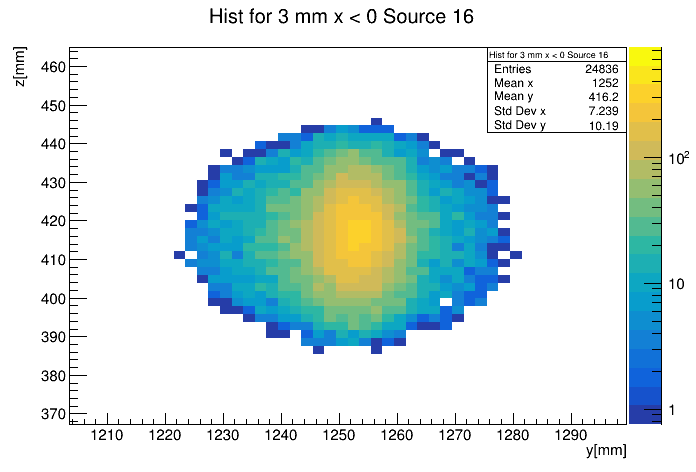 Hist for 3 mm x < 0 Source 16
z[mm]
Hist for 3 mm x < 0 Source 16
Entries 24836
Mean x 1252
Mean y 416.2
Std Dev x 7.239
Std Dev y 10.19
460
450
440
430
420
410
400
390
380
370
1210 1220 1230 1240 1250 1260 1270 1280 1290
y[mm]
10²
10
1